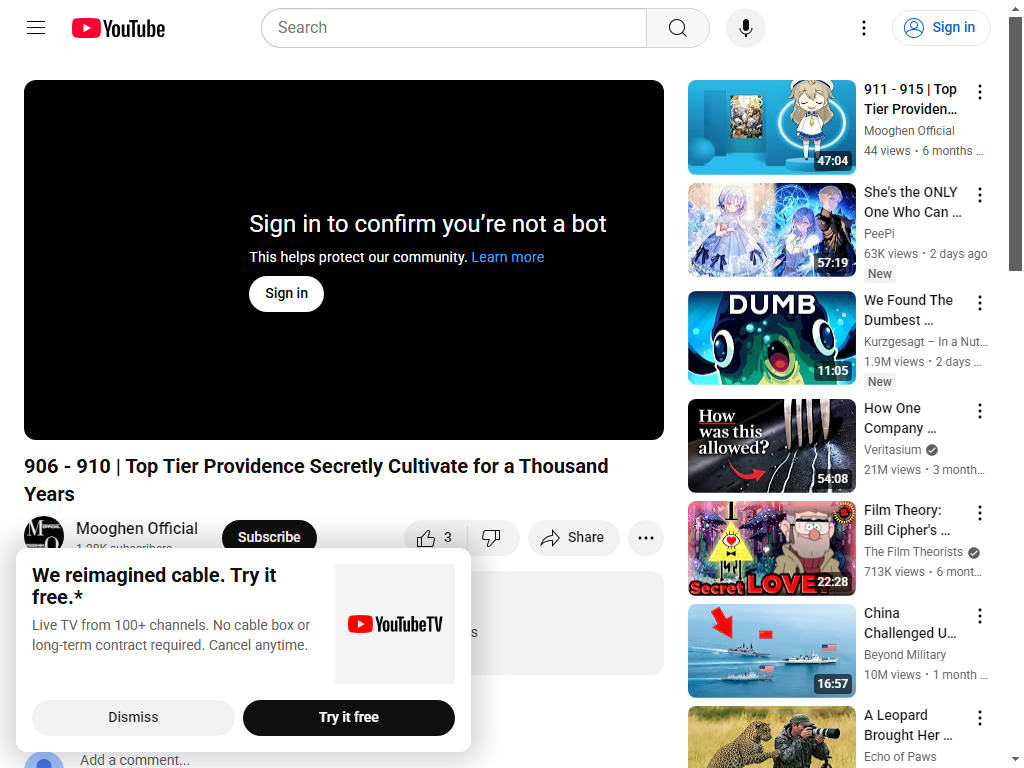 YouTube
Search
Sign in
Sign in to confirm you're not a bot
This helps protect our community. Learn more
Sign in
906 - 910 | Top Tier Providence Secretly Cultivate for a Thousand
Years
Mooghen Official
Subscribe
3
Share
We reimagined cable. Try it
free.*
Live TV from 100+ channels. No cable box or
long-term contract required. Cancel anytime.
YouTubeTV
Dismiss
Try it free
Add a comment...
47:04
911 - 915 | Top
Tier Providen...
Mooghen Official
44 views • 6 months ...
57:19
She's the ONLY
One Who Can ...
PeePi
63K views • 2 days ago
New
DUMB
11:05
We Found The
Dumbest ...
Kurzgesagt – In a Nut...
1.9M views • 2 days ...
New
How
was this
allowed?
54:08
How One
Company ...
Veritasium
21M views • 3 month...
Secret LOVE?
22:28
Film Theory:
Bill Cipher's ...
The Film Theorists
713K views • 6 mont...
16:57
China
Challenged U...
Beyond Military
10M views • 1 month ...
A Leopard
Brought Her ...
Echo of Paws